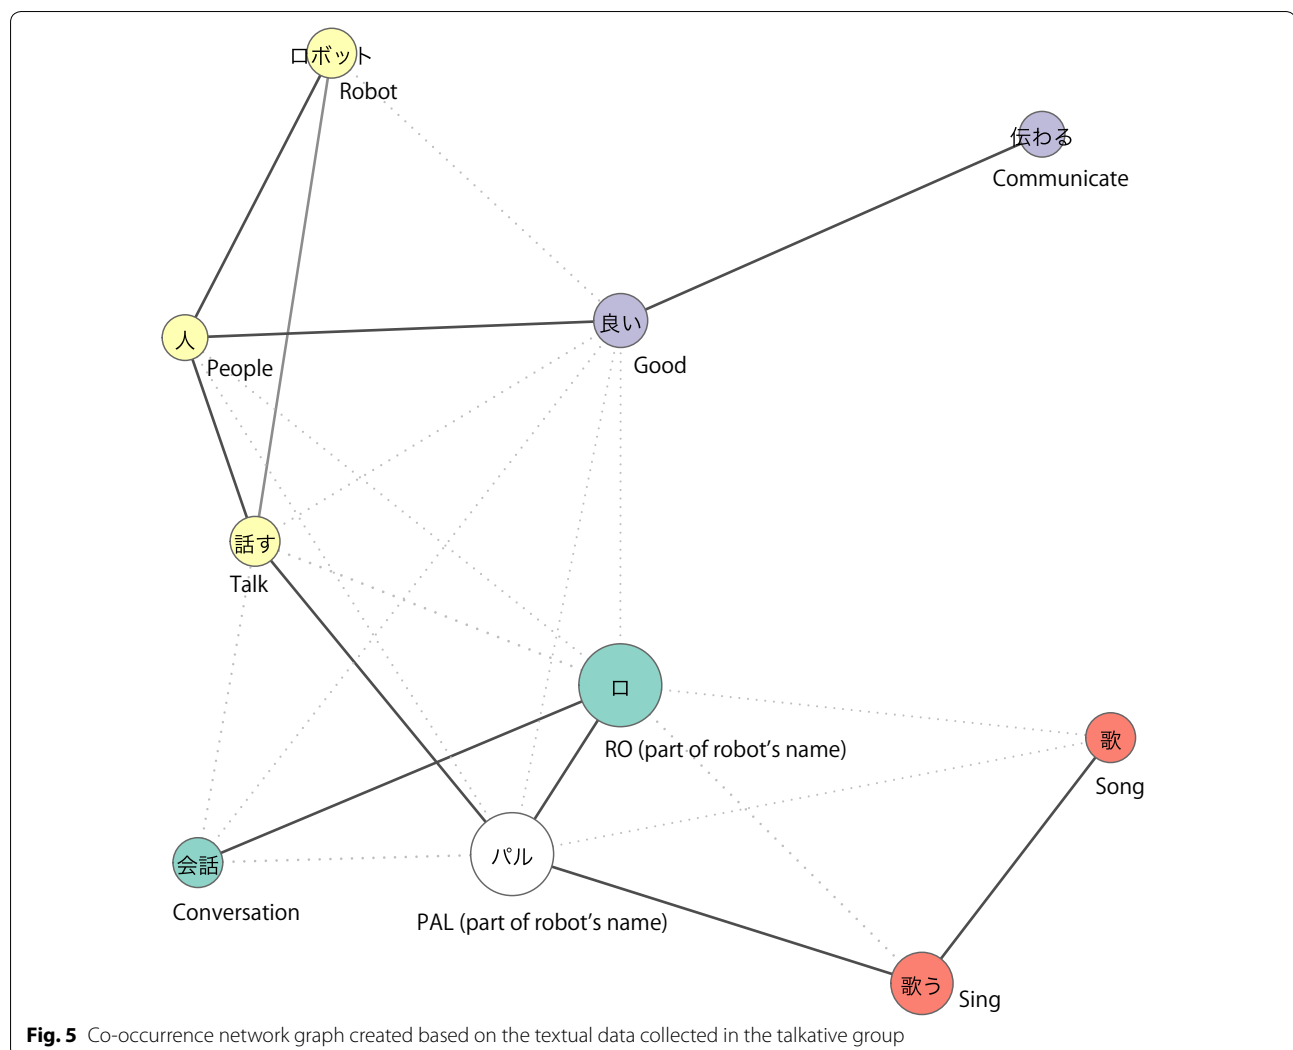 ロボット
Robot
伝わる
Communicate
良い
Good
人
People
話す
Talk
ロ
RO (part of robot’s name)
歌
Song
パル
PAL (part of robot’s name)
会話
Conversation
歌う
Sing
Fig. 5 Co-occurrence network graph created based on the textual data collected in the talkative group